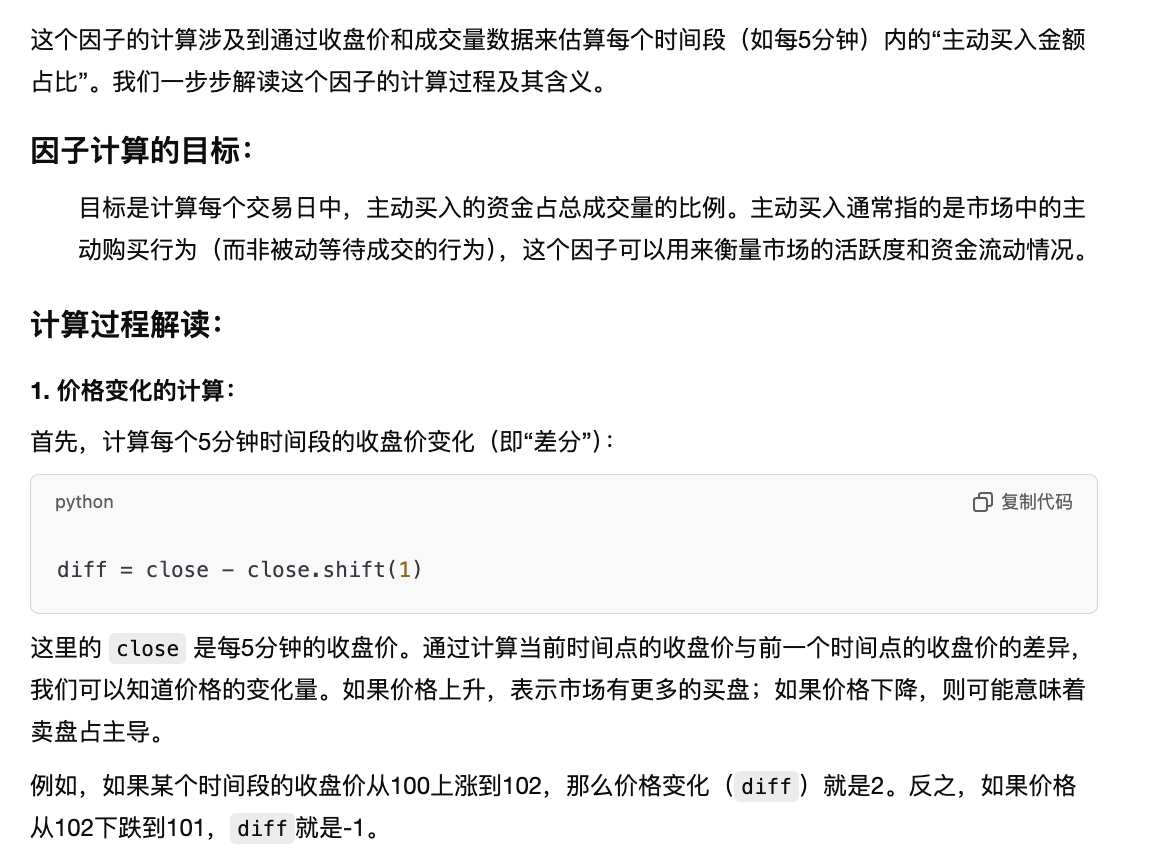 这个因子的计算涉及到通过收盘价和成交量数据来估算每个时间段（如每5分钟）内的“主动买入金额
占比”。我们一步步解读这个因子的计算过程及其含义。
因子计算的目标：
目标是计算每个交易日中，主动买入的资金占总成交量的比例。主动买入通常指的是市场中的主
动购买行为（而非被动等待成交的行为），这个因子可以用来衡量市场的活跃度和资金流动情况。
计算过程解读：
1. 价格变化的计算：
首先，计算每个5分钟时间段的收盘价变化（即“差分”）：
python 复制代码
diff = close - close.shift(1)
这里的 close 是每5分钟的收盘价。通过计算当前时间点的收盘价与前一个时间点的收盘价的差异，
我们可以知道价格的变化量。如果价格上升，表示市场有更多的买盘；如果价格下降，则可能意味着
卖盘占主导。
例如，如果某个时间段的收盘价从100上涨到102，那么价格变化（diff）就是2。反之，如果价格
从102下跌到101，diff就是-1。